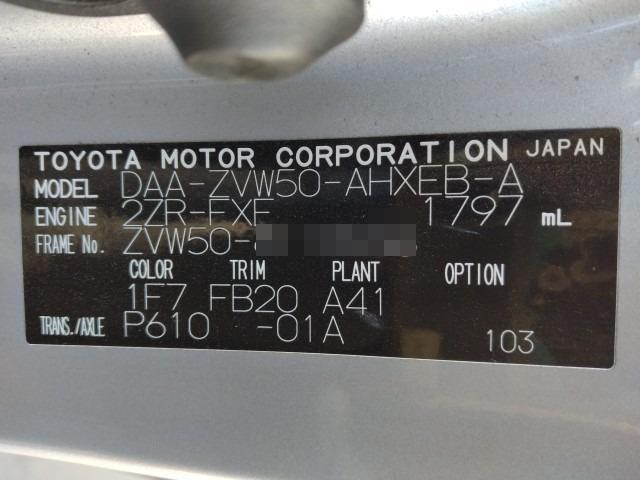 TOYOTA MOTOR CORPORATION JAPAN
MODEL DAA-ZVW50-AHXEB-A
ENGINE 2ZR-FXE 1797 mL
FRAME No. ZVW50-
COLOR TRIM PLANT OPTION
1F7 FB20 A41
TRANS./AXLE P610 -01A 103